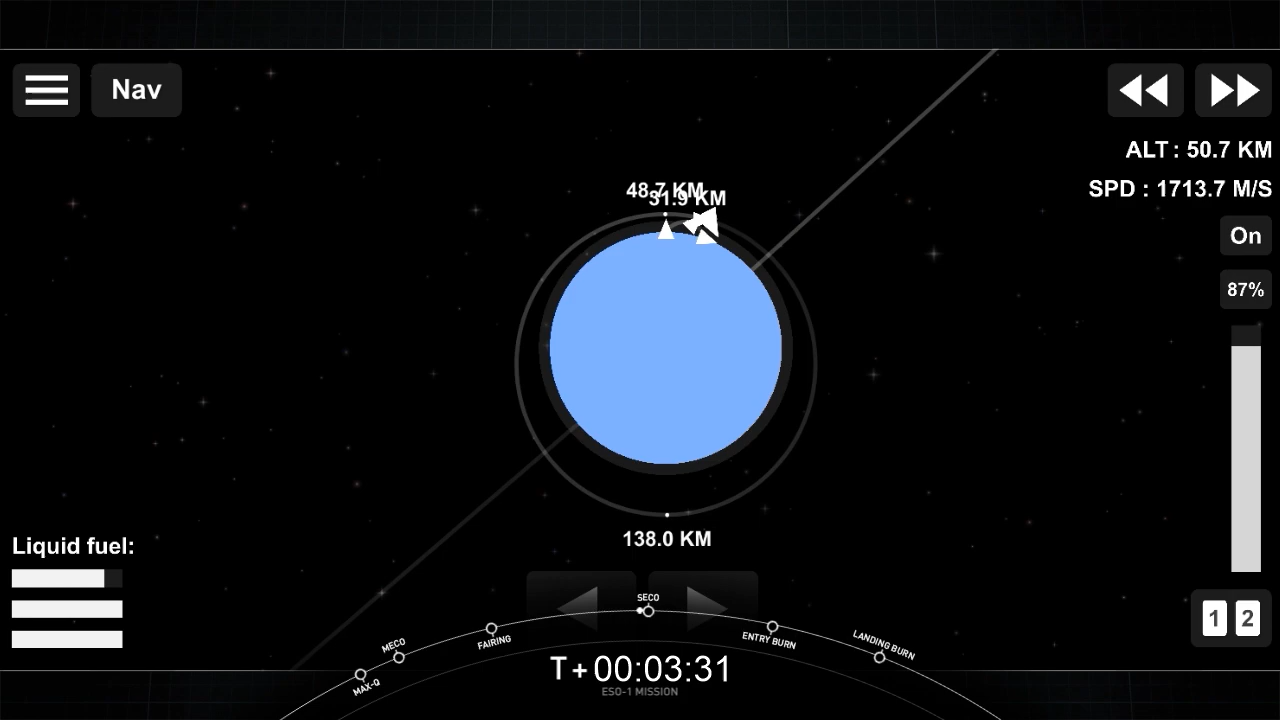 Nav
ALT : 50.7 KM
SPD : 1713.7 M/S
48.7 KM
31.9 KM
On
87%
138.0 KM
Liquid fuel:
1 2
MAX-Q
MECO
FAIRING
SECO
ENTRY BURN
LANDING BURN
T+00:03:31
ESO-1 MISSION